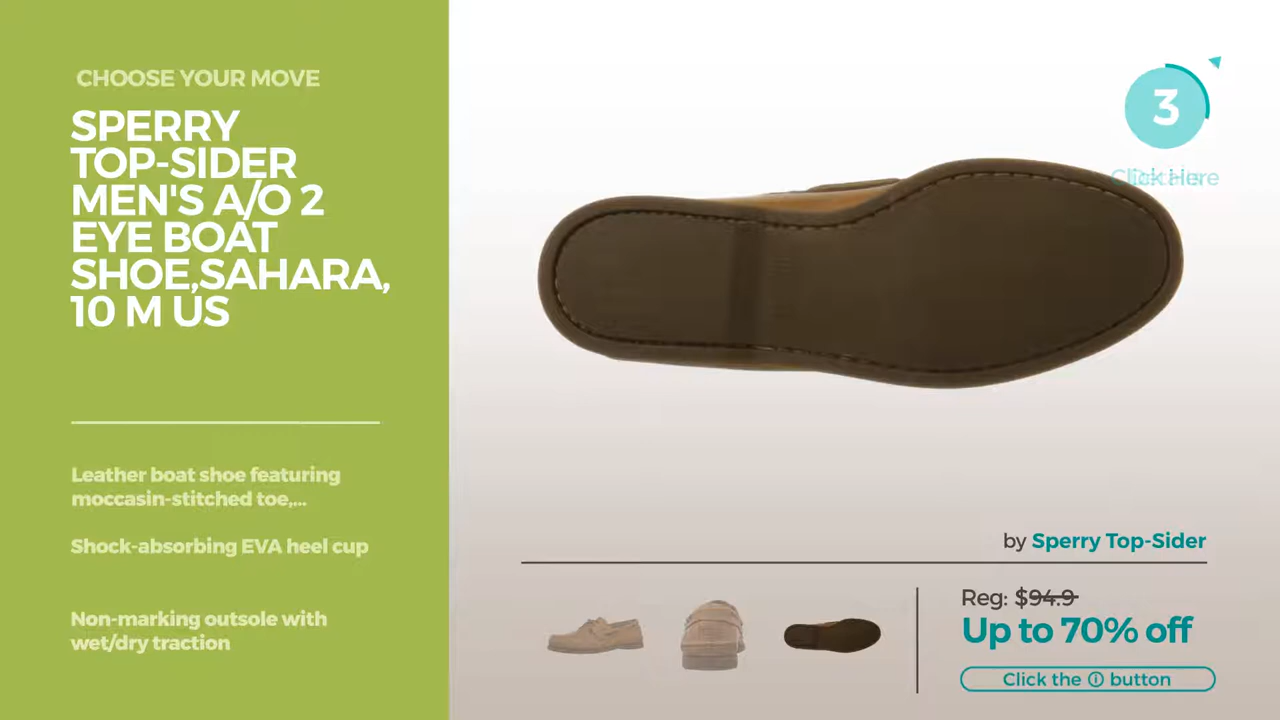 CHOOSE YOUR MOVE
SPERRY
TOP-SIDER
MEN'S A/O 2
EYE BOAT
SHOE,SAHARA,
10 M US
Leather boat shoe featuring
moccasin-stitched toe,...
Shock-absorbing EVA heel cup
Non-marking outsole with
wet/dry traction
3
Click Here
by Sperry Top-Sider
Reg: $94.9
Up to 70% off
Click the ⓘ button